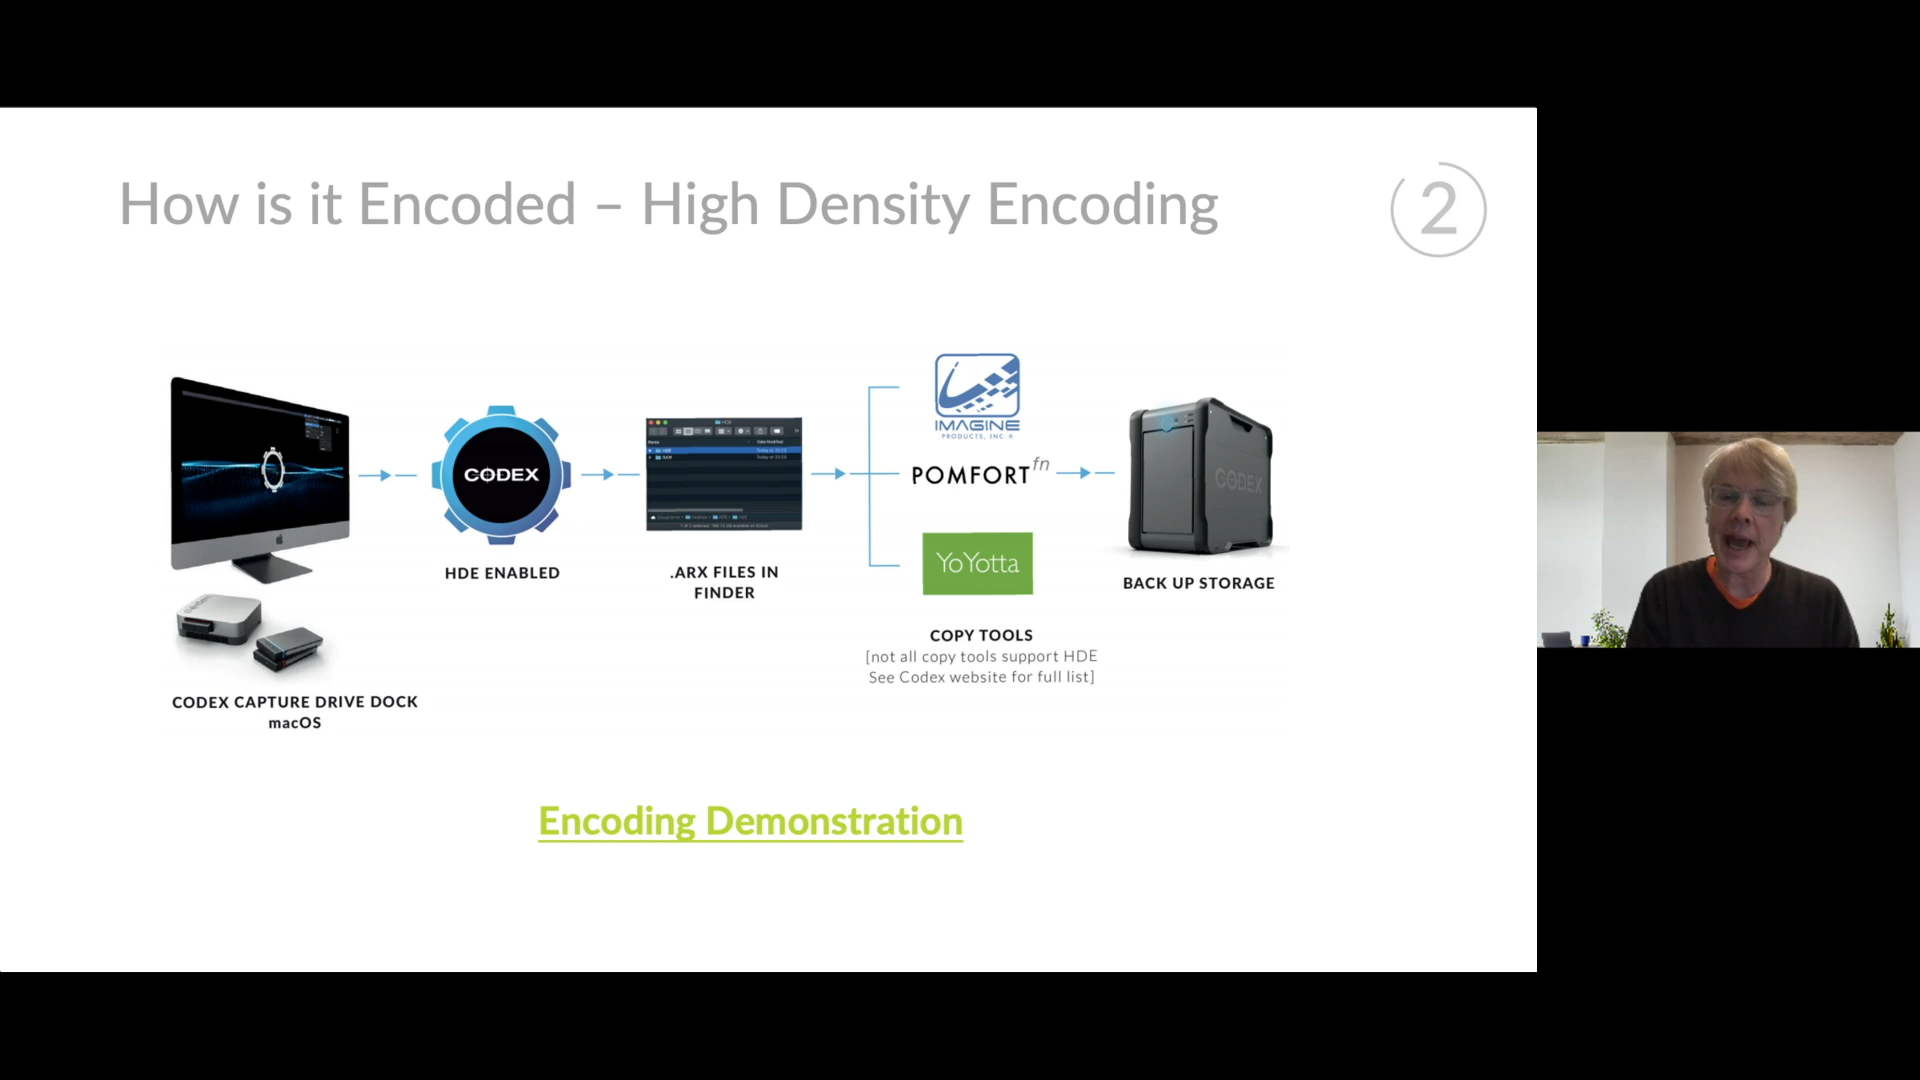 How is it Encoded – High Density Encoding
2
CODEX
HDE ENABLED
.ARX FILES IN
FINDER
IMAGINE
PRODUCTS, INC.®
POMFORT fn
YoYotta
COPY TOOLS
[not all copy tools support HDE
See Codex website for full list]
CODEX
BACK UP STORAGE
CODEX CAPTURE DRIVE DOCK
macOS
Encoding Demonstration